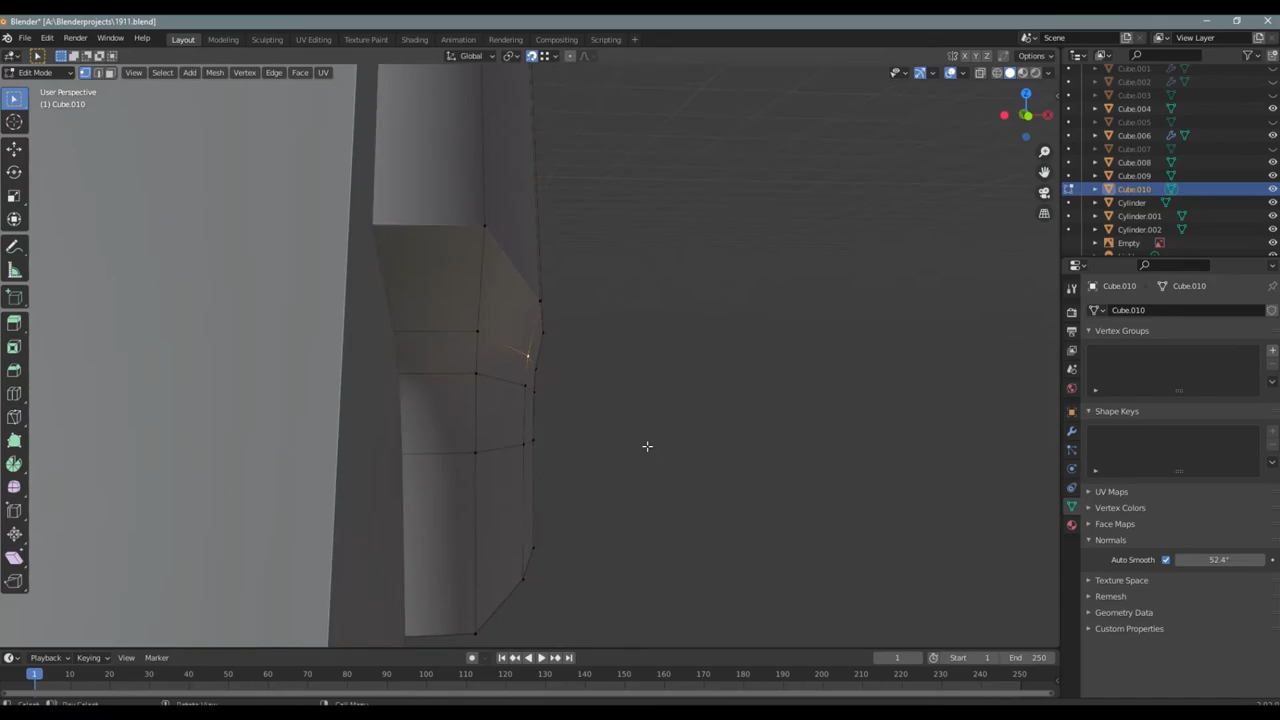 Blender* [A:\Blenderprojects\1911.blend]
File Edit Render Window Help Layout Modeling Sculpting UV Editing Texture Paint Shading Animation Rendering Compositing Scripting + Scene View Layer
Global Options
Edit Mode View Select Add Mesh Vertex Edge Face UV
User Perspective
(1) Cube.010
X Y Z
Z
Cube.001
Cube.002
Cube.003
Cube.004
Cube.005
Cube.006
Cube.007
Cube.008
Cube.009
Cube.010
Cylinder
Cylinder.001
Cylinder.002
Empty
Cube.010 Cube.010
Cube.010
Vertex Groups
Shape Keys
UV Maps
Vertex Colors
Face Maps
Normals
Auto Smooth 52.4°
Texture Space
Remesh
Geometry Data
Custom Properties
Playback Keying View Marker 1 Start 1 End 250
1 10 20 30 40 50 60 70 80 90 100 110 120 130 140 150 160 170 180 190 200 210 220 230 240 250